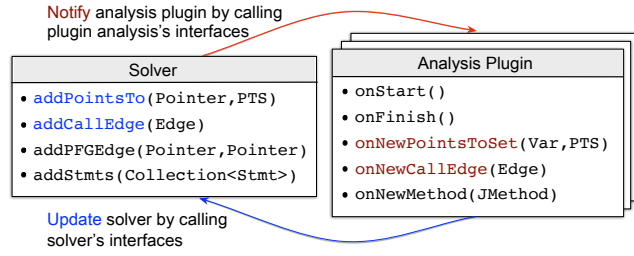 Notify analysis plugin by calling
plugin analysis's interfaces
Solver
• addPointsTo(Pointer,PTS)
• addCallEdge(Edge)
• addPFGEdge(Pointer,Pointer)
• addStmts(Collection<Stmt>)
Analysis Plugin
• onStart()
• onFinish()
• onNewPointsToSet(Var,PTS)
• onNewCallEdge(Edge)
• onNewMethod(JMethod)
Update solver by calling
solver's interfaces